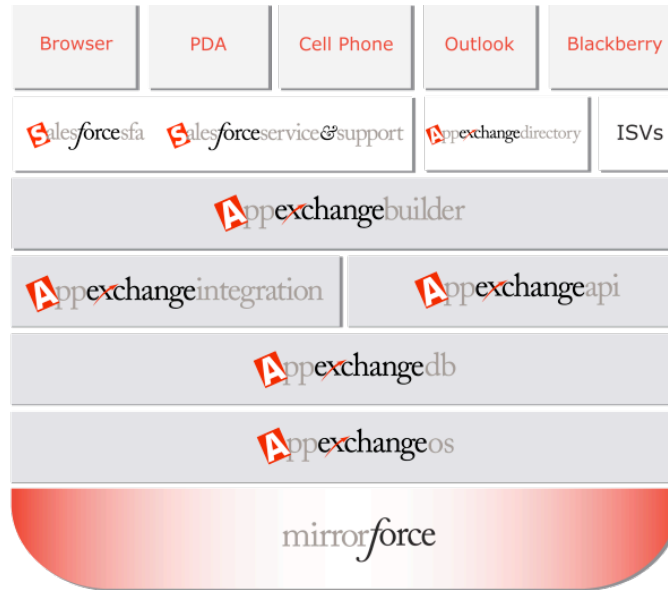 Browser PDA Cell Phone Outlook Blackberry
Salesforcesfa Salesforceservice&support Appexchangedirectory ISVs
Appexchangebuilder
Appexchangeintegration Appexchangeapi
Appexchangedb
Appexchangeos
mirrorforce